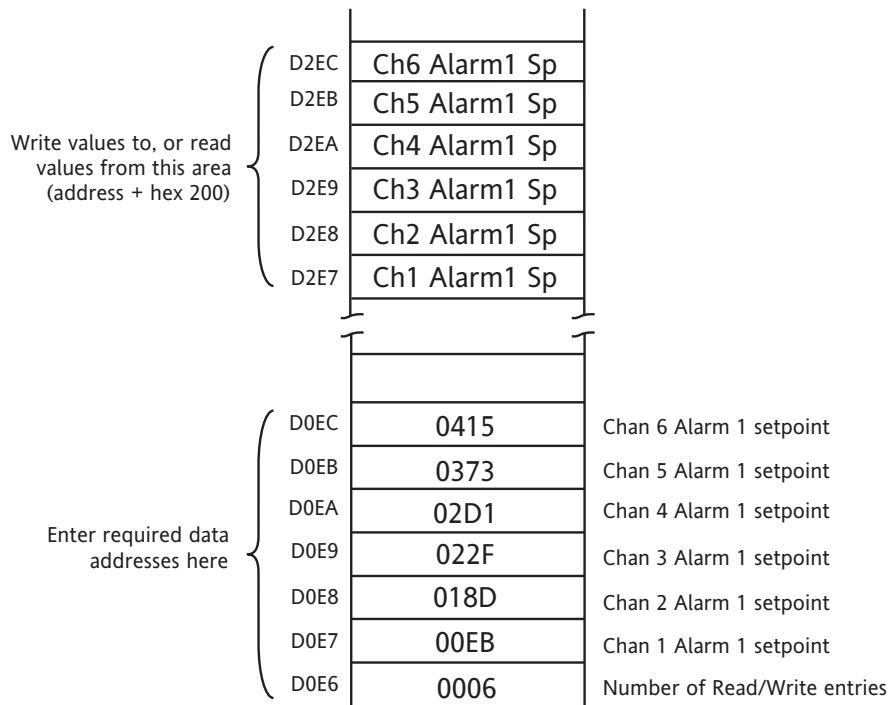 D2EC Ch6 Alarm1 Sp
D2EB Ch5 Alarm1 Sp
D2EA Ch4 Alarm1 Sp
D2E9 Ch3 Alarm1 Sp
D2E8 Ch2 Alarm1 Sp
D2E7 Ch1 Alarm1 Sp
Write values to, or read
values from this area
(address + hex 200)
D0EC 0415 Chan 6 Alarm 1 setpoint
D0EB 0373 Chan 5 Alarm 1 setpoint
D0EA 02D1 Chan 4 Alarm 1 setpoint
D0E9 022F Chan 3 Alarm 1 setpoint
D0E8 018D Chan 2 Alarm 1 setpoint
D0E7 00EB Chan 1 Alarm 1 setpoint
D0E6 0006 Number of Read/Write entries
Enter required data
addresses here